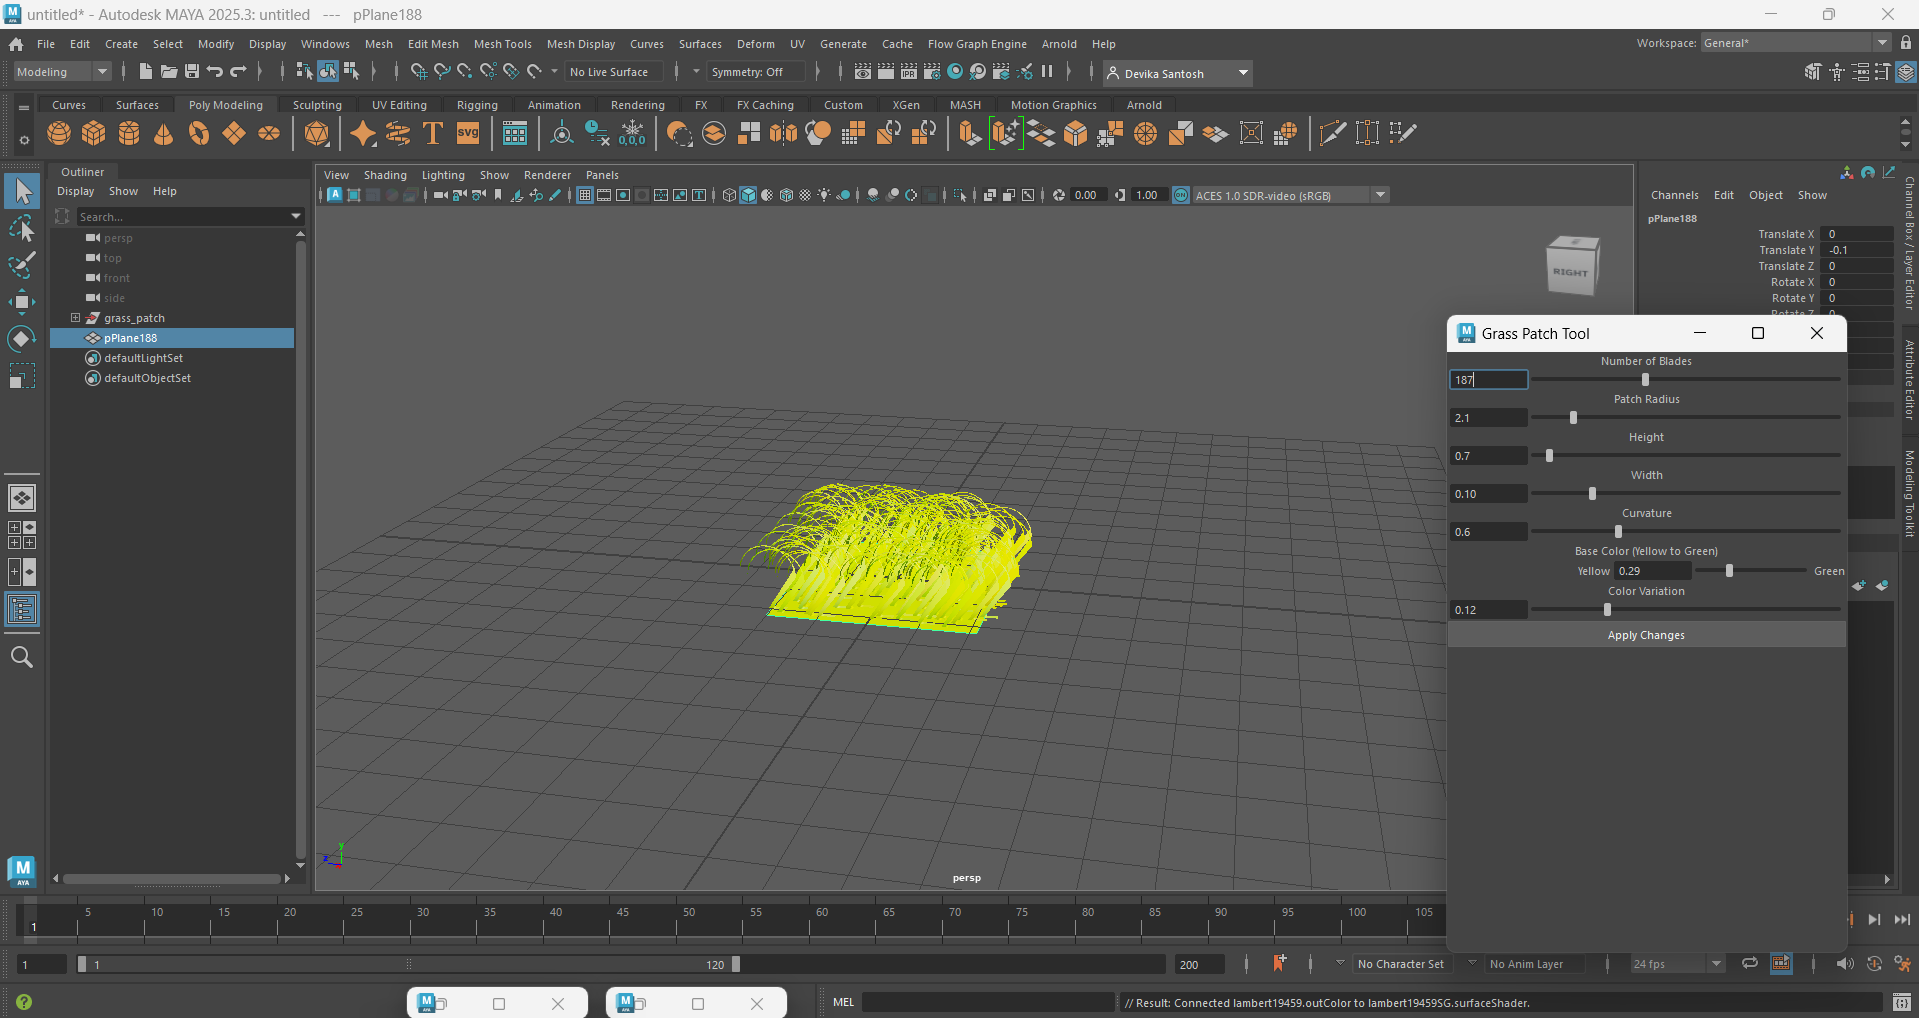 untitled* - Autodesk MAYA 2025.3: untitled --- pPlane188
File Edit Create Select Modify Display Windows Mesh Edit Mesh Mesh Tools Mesh Display Curves Surfaces Deform UV Generate Cache Flow Graph Engine Arnold Help
Workspace: General*
Modeling
No Live Surface
Symmetry: Off
IPR
Devika Santosh
Curves Surfaces Poly Modeling Sculpting UV Editing Rigging Animation Rendering FX FX Caching Custom XGen MASH Motion Graphics Arnold
T
SVG
0,0,0
Outliner
Display Show Help
Search...
persp
top
front
side
grass_patch
pPlane188
defaultLightSet
defaultObjectSet
View Shading Lighting Show Renderer Panels
0.00
1.00
ON
ACES 1.0 SDR-video (sRGB)
RIGHT
persp
y
z
Channels Edit Object Show
pPlane188
Translate X 0
Translate Y -0.1
Translate Z 0
Rotate X 0
Rotate Y 0
Rotate Z 0
Channel Box / Layer Editor
Attribute Editor
Modeling Toolkit
Grass Patch Tool
Number of Blades
187
Patch Radius
2.1
Height
0.7
Width
0.10
Curvature
0.6
Base Color (Yellow to Green)
Yellow 0.29 Green
Color Variation
0.12
Apply Changes
M
AYA
1
5 10 15 20 25 30 35 40 45 50 55 60 65 70 75 80 85 90 95 100 105
1
1
120
200
No Character Set
No Anim Layer
24 fps
MEL
// Result: Connected lambert19459.outColor to lambert19459SG.surfaceShader.